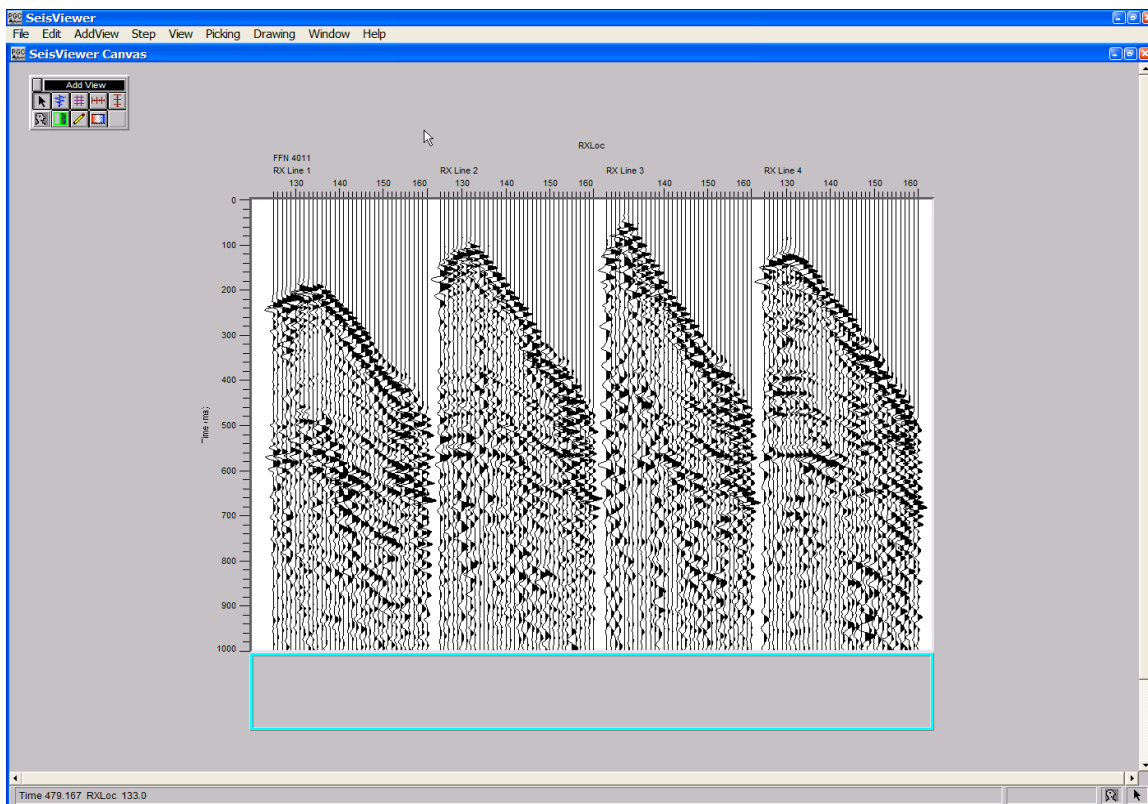 PGC SeisViewer
File Edit AddView Step View Picking Drawing Window Help
PGC SeisViewer Canvas
Add View
RXLoc
FFN 4011
RX Line 1 RX Line 2 RX Line 3 RX Line 4
130 140 150 160 130 140 150 160 130 140 150 160 130 140 150 160
0
100
200
300
400
500
600
700
800
900
1000
Time (ms)
Time 479.167 RXLoc 133.0